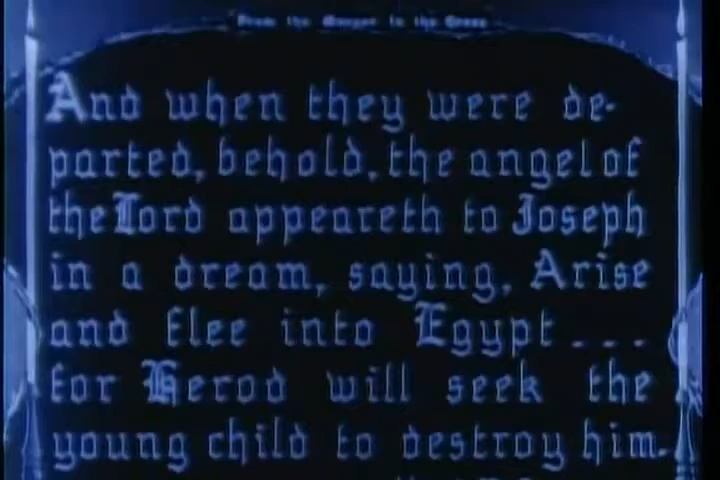 From the Manger to the Cross
And when they were de-
parted, behold, the angel of
the Lord appeareth to Joseph
in a dream, saying, Arise
and flee into Egypt ...
for Herod will seek the
young child to destroy him.